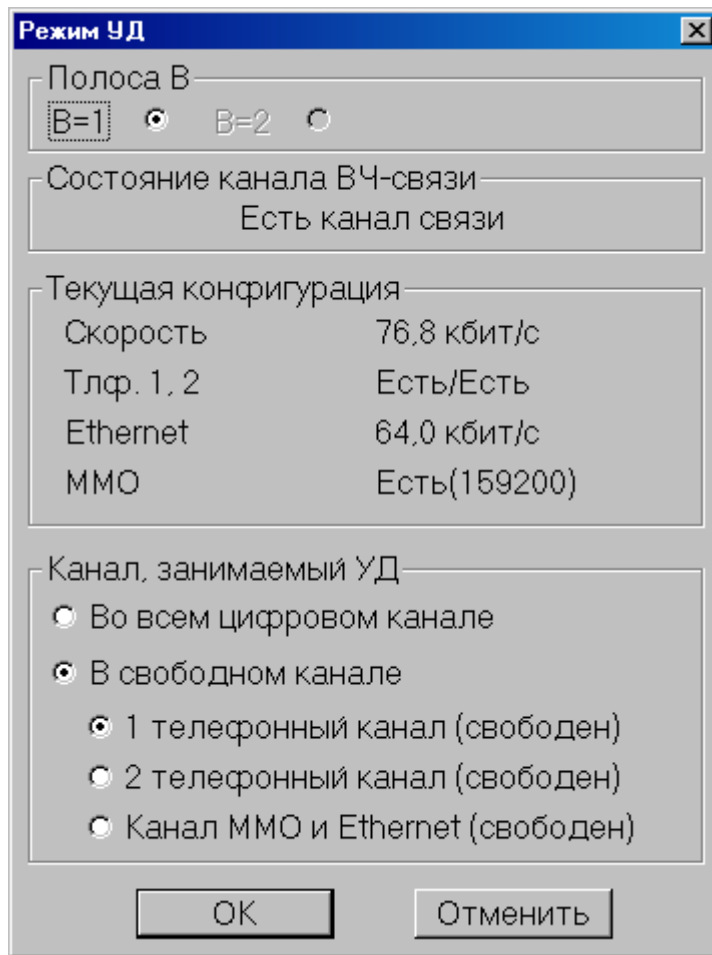 Режим УД
Полоса В
В=1 В=2
Состояние канала ВЧ-связи
Есть канал связи
Текущая конфигурация
Скорость 76,8 кбит/с
Тлф. 1, 2 Есть/Есть
Ethernet 64,0 кбит/с
ММО Есть(159200)
Канал, занимаемый УД
Во всем цифровом канале
В свободном канале
1 телефонный канал (свободен)
2 телефонный канал (свободен)
Канал ММО и Ethernet (свободен)
ОК Отменить